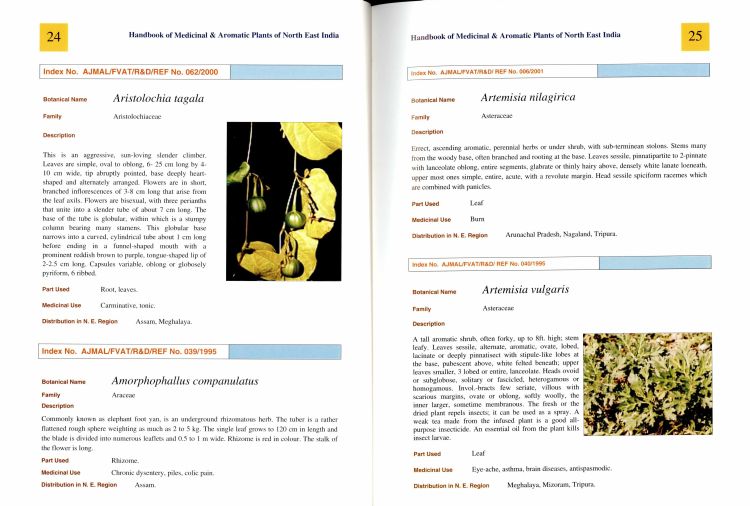 24
Handbook of Medicinal & Aromatic Plants of North East India
Index No. AJMAL/FVAT/R&D/REF No. 062/2000
Botanical Name Aristolochia tagala
Family Aristolochiaceae
Description
This is an aggressive, sun-loving slender climber.
Leaves are simple, oval to oblong, 6- 25 cm long by 4-
10 cm wide, tip abruptly pointed, base deeply heart-
shaped and alternately arranged. Flowers are in short,
branched inflorescences of 3-8 cm long that arise from
the leaf axils. Flowers are bisexual, with three perianths
that unite into a slender tube of about 7 cm long. The
base of the tube is globular, within which is a stumpy
column bearing many stamens. This globular base
narrows into a curved, cylindrical tube about 1 cm long
before ending in a funnel-shaped mouth with a
prominent reddish brown to purple, tongue-shaped lip of
2-2.5 cm long. Capsules variable, oblong or globosely
pyriform, 6 ribbed.
Part Used Root, leaves.
Medicinal Use Carminative, tonic.
Distribution in N. E. Region Assam, Meghalaya.
Index No. AJMAL/FVAT/R&D/REF No. 039/1995
Botanical Name Amorphophallus companulatus
Family Araceae
Description
Commonly known as elephant foot yan, is an underground rhizomatous herb. The tuber is a rather
flattened rough sphere weighting as much as 2 to 5 kg. The single leaf grows to 120 cm in length and
the blade is divided into numerous leaflets and 0.5 to 1 m wide. Rhizome is red in colour. The stalk of
the flower is long.
Part Used Rhizome.
Medicinal Use Chronic dysentery, piles, colic pain.
Distribution in N. E. Region Assam.
Handbook of Medicinal & Aromatic Plants of North East India
25
Index No. AJMAL/FVAT/R&D/ REF No. 006/2001
Botanical Name Artemisia nilagirica
Family Asteraceae
Description
Errect, ascending aromatic, perennial herbs or under shrub, with sub-terminean stolons. Stems many
from the woody base, often branched and rooting at the base. Leaves sessile, pinnatipartite to 2-pinnate
with lanceolate oblong, entire segments, glabrate or thinly hairy above, densely white lanate loeneath,
upper most ones simple, entire, acute, with a revolute margin. Head sessile spiciform racemes which
are combined with panicles.
Part Used Leaf
Medicinal Use Burn
Distribution in N. E. Region Arunachal Pradesh, Nagaland, Tripura.
Index No. AJMAL/FVAT/R&D/ REF No. 040/1995
Botanical Name Artemisia vulgaris
Family Asteraceae
Description
A tall aromatic shrub, often forky, up to 8ft. high; stem
leafy. Leaves sessile, alternate, aromatic, ovate, lobed,
lacinate or deeply pinnatisect with stipule-like lobes at
the base, pubescent above, white felted beneath; upper
leaves smaller, 3 lobed or entire, lanceolate. Heads ovoid
or subglobose, solitary or fascicled, heterogamous or
homogamous. Invol.-bracts few seriate, villous with
scarious margins, ovate or oblong, softly woolly, the
inner larger, sometime membranous. The fresh or the
dried plant repels insects; it can be used as a spray. A
weak tea made from the infused plant is a good all-
purpose insecticide. An essential oil from the plant kills
insect larvae.
Part Used Leaf
Medicinal Use Eye-ache, asthma, brain diseases, antispasmodic.
Distribution in N. E. Region Meghalaya, Mizoram, Tripura.